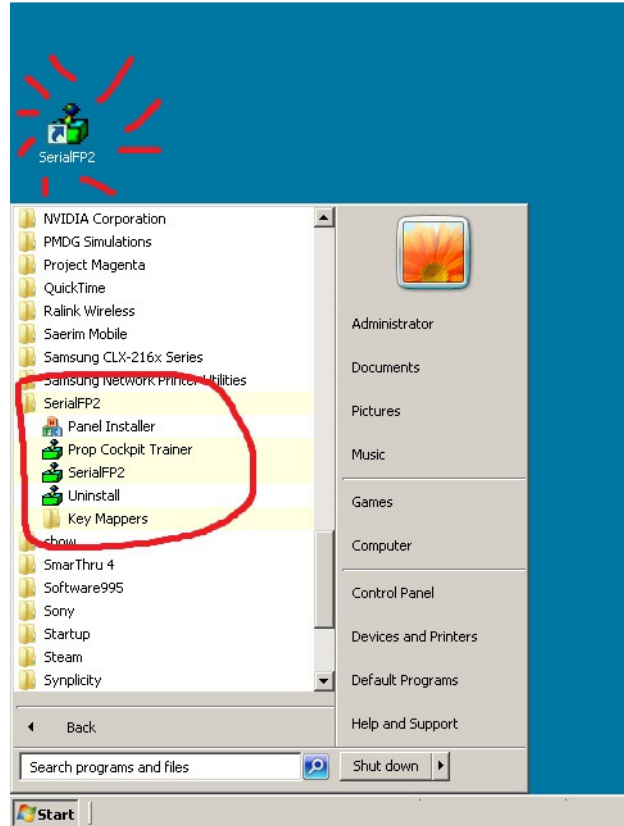 SerialFP2
NVIDIA Corporation
PMDG Simulations
Project Magenta
QuickTime
Ralink Wireless
Saerim Mobile
Samsung CLX-216x Series
Samsung Network Printer Utilities
SerialFP2
Panel Installer
Prop Cockpit Trainer
SerialFP2
Uninstall
Key Mappers
show
SmarThru 4
Software995
Sony
Startup
Steam
Synplicity
Back
Search programs and files
Administrator
Documents
Pictures
Music
Games
Computer
Control Panel
Devices and Printers
Default Programs
Help and Support
Shut down
Start